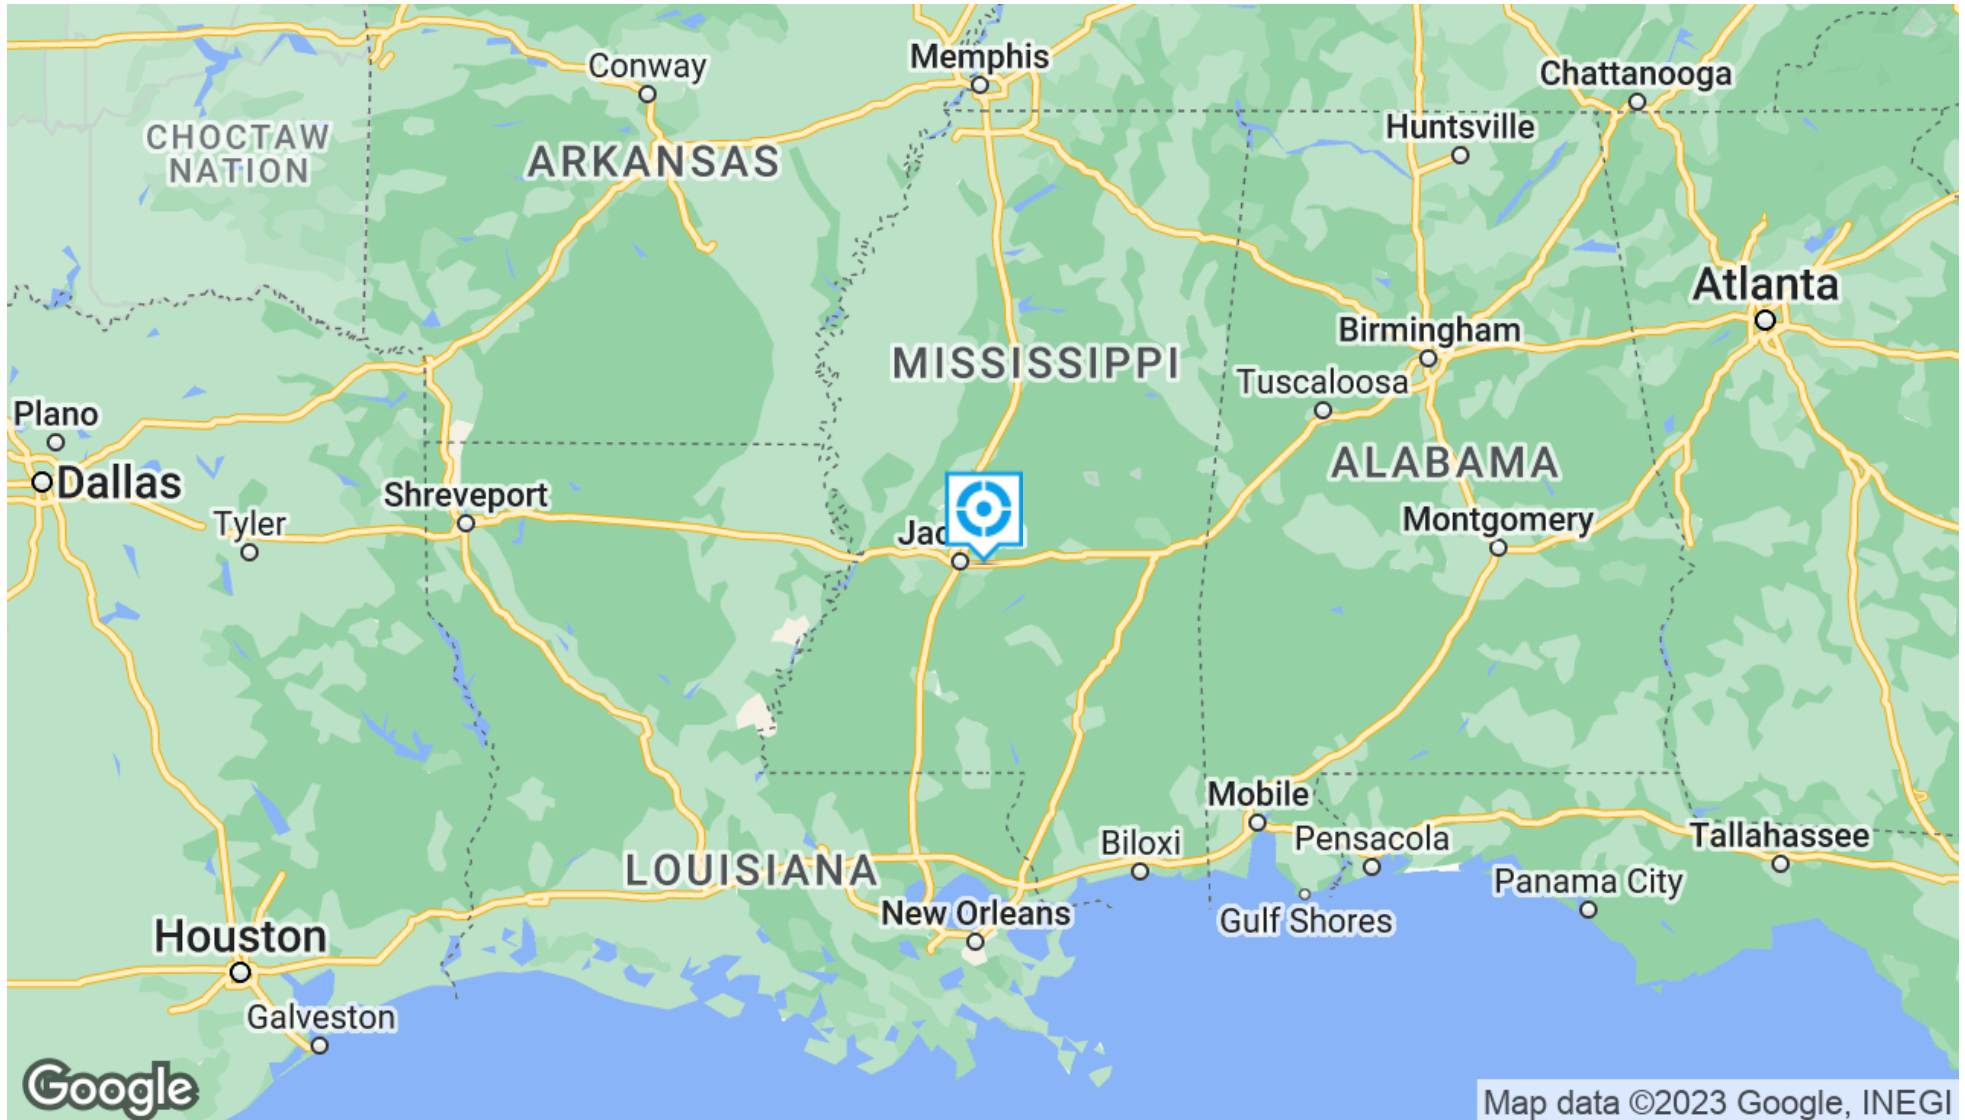 Conway
Memphis
Chattanooga
CHOCTAW
NATION
ARKANSAS
Huntsville
Atlanta
MISSISSIPPI
Birmingham
Tuscaloosa
Plano
Dallas
Shreveport
ALABAMA
Tyler
Jac
Montgomery
Mobile
Biloxi
Pensacola
Tallahassee
LOUISIANA
Panama City
New Orleans
Gulf Shores
Houston
Galveston
Google
Map data ©2023 Google, INEGI